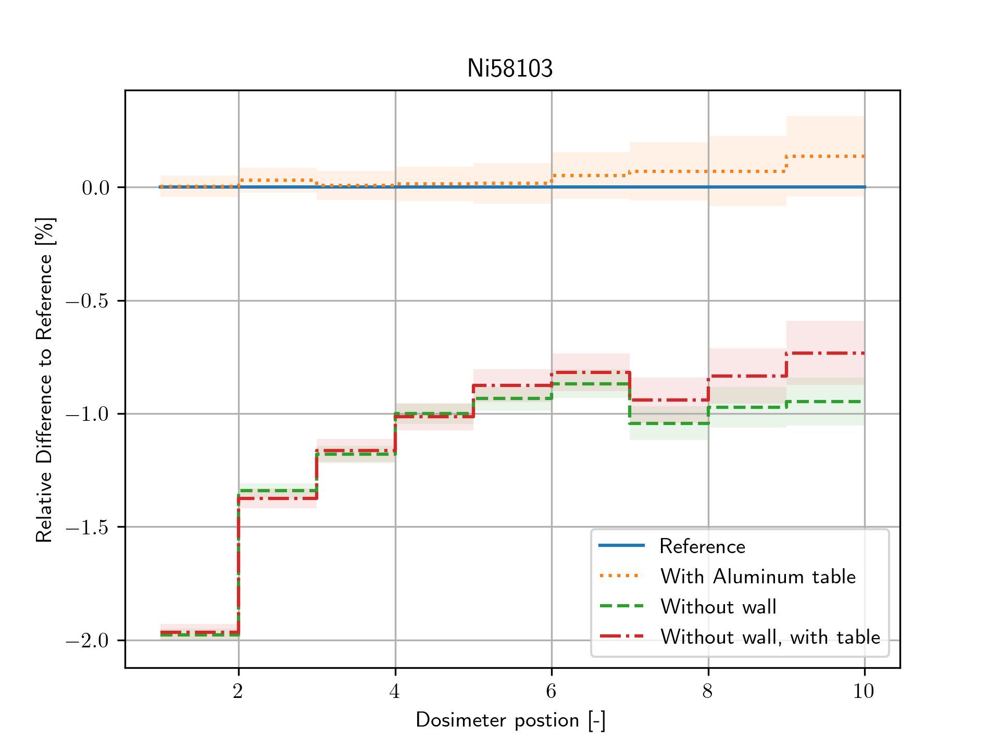 Ni58103
Relative Difference to Reference [%]
0.0
−0.5
−1.0
−1.5
−2.0
Reference
With Aluminum table
Without wall
Without wall, with table
2 4 6 8 10
Dosimeter postion [-]